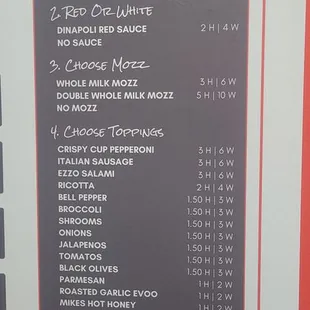 2. Red Or White
DINAPOLI RED SAUCE 2 H | 4 W
NO SAUCE
3. Choose Mozz
WHOLE MILK MOZZ 3 H | 6 W
DOUBLE WHOLE MILK MOZZ 5 H | 10 W
NO MOZZ
4. Choose Toppings
CRISPY CUP PEPPERONI 3 H | 6 W
ITALIAN SAUSAGE 3 H | 6 W
EZZO SALAMI 3 H | 6 W
RICOTTA 2 H | 4 W
BELL PEPPER 1.50 H | 3 W
BROCCOLI 1.50 H | 3 W
SHROOMS 1.50 H | 3 W
ONIONS 1.50 H | 3 W
JALAPENOS 1.50 H | 3 W
TOMATOS 1.50 H | 3 W
BLACK OLIVES 1.50 H | 3 W
PARMESAN 1 H | 2 W
ROASTED GARLIC EVOO 1 H | 2 W
MIKES HOT HONEY 1 H | 2 W